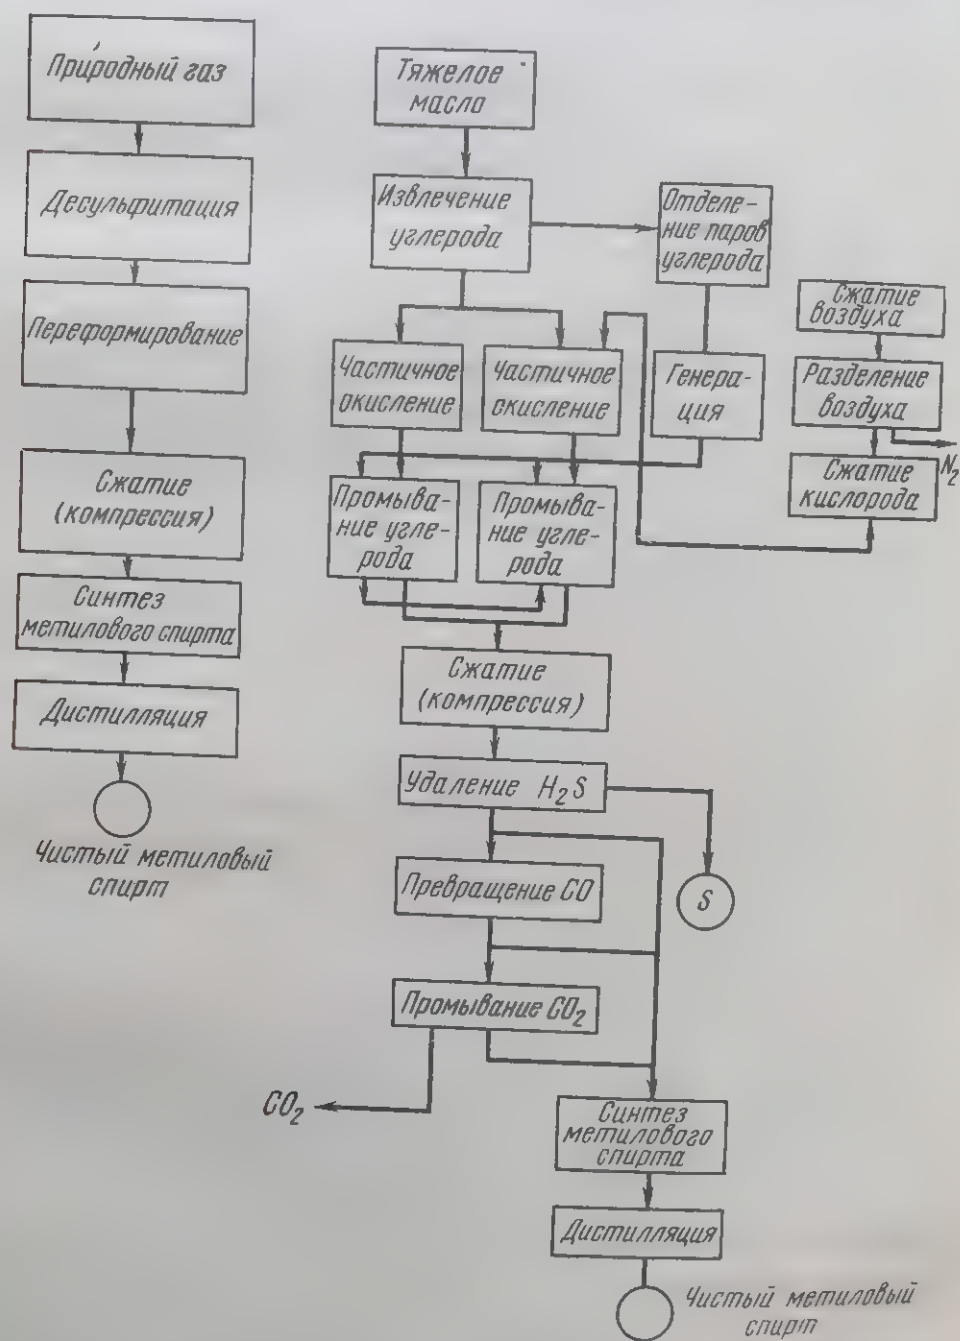 Природный газ
Десульфитация
Переформирование
Сжатие
(компрессия)
Синтез
метилового спирта
Дистилляция
Чистый метиловый
спирт
Тяжелое
масло
Извлечение
углерода
Отделе-
ние паров
углерода
Сжатие
воздуха
Частичное
окисление
Частичное
окисление
Генера-
ция
Разделение
воздуха
N₂
Сжатие
кислорода
Промыва-
ние угле-
рода
Промыва-
ние угле-
рода
Сжатие
(компрессия)
Удаление H₂S
S
Превращение CO
Промывание CO₂
CO₂
Синтез
метилового
спирта
Дистилляция
Чистый метиловый
спирт